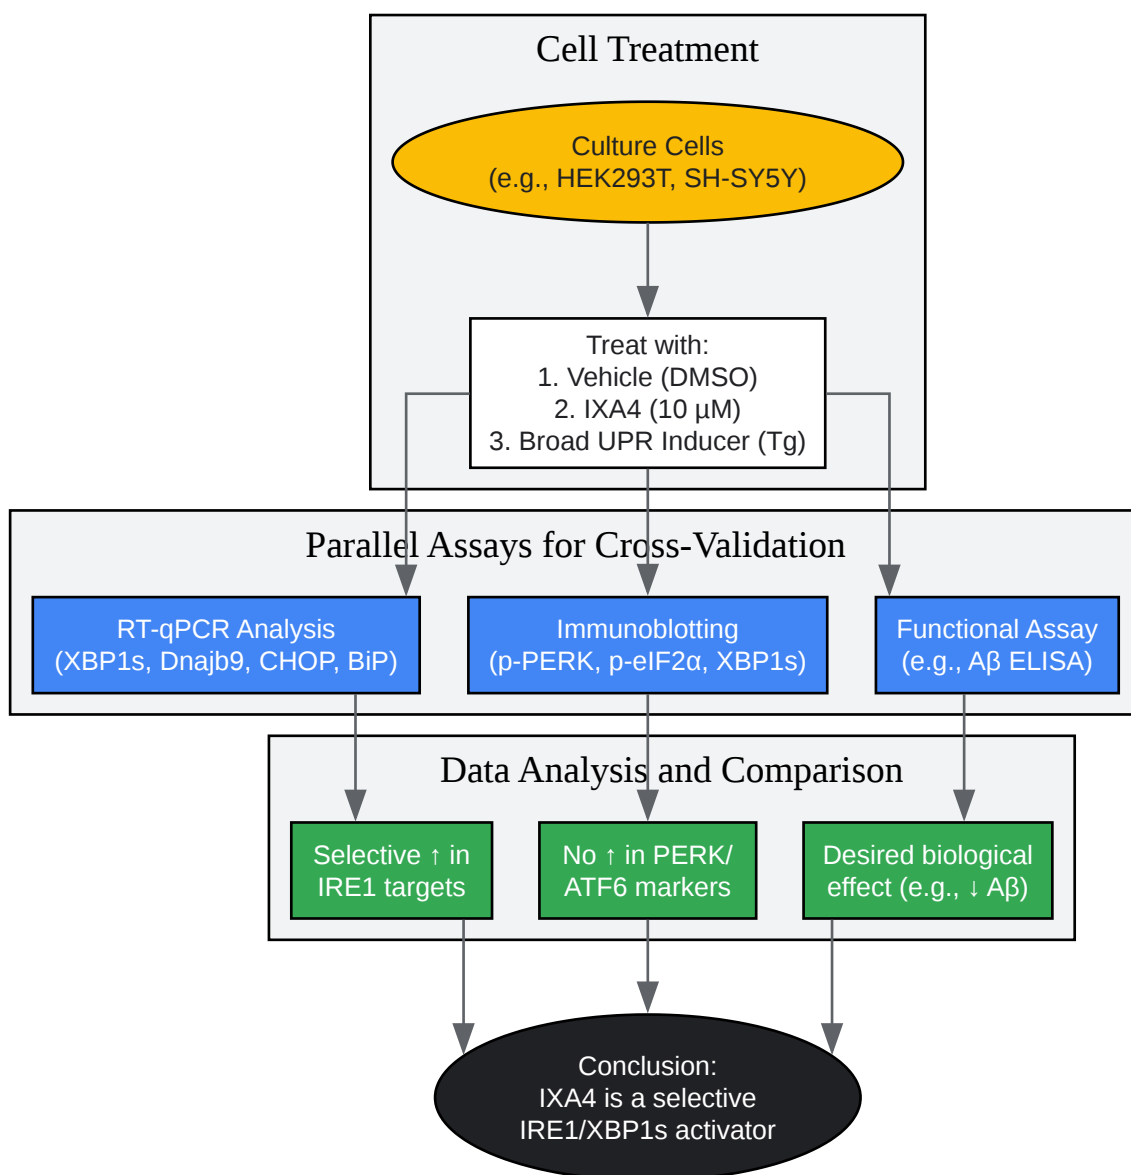 Cell Treatment
Culture Cells
(e.g., HEK293T, SH-SY5Y)
Treat with:
1. Vehicle (DMSO)
2. IXA4 (10 µM)
3. Broad UPR Inducer (Tg)
Parallel Assays for Cross-Validation
RT-qPCR Analysis
(XBP1s, Dnajb9, CHOP, BiP)
Immunoblotting
(p-PERK, p-eIF2α, XBP1s)
Functional Assay
(e.g., Aβ ELISA)
Data Analysis and Comparison
Selective ↑ in
IRE1 targets
No ↑ in PERK/
ATF6 markers
Desired biological
effect (e.g., ↓ Aβ)
Conclusion:
IXA4 is a selective
IRE1/XBP1s activator